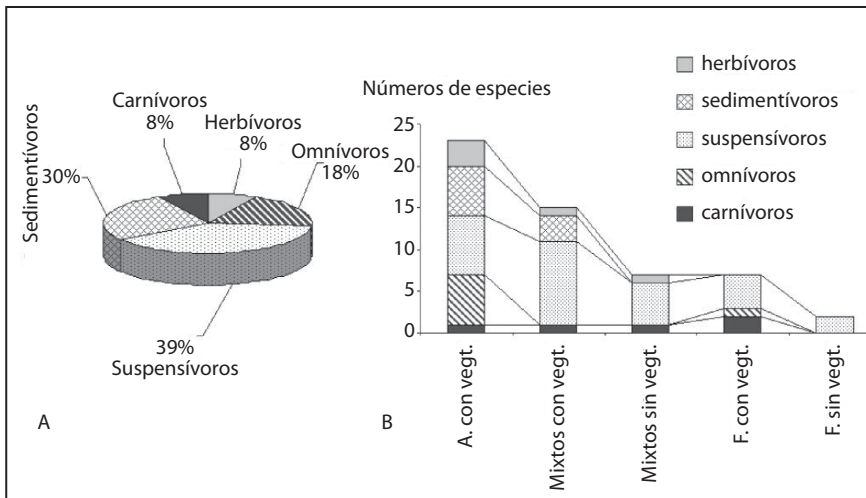 Carnívoros
8%
Herbívoros
8%
Omnívoros
18%
Sedimentívoros
30%
39%
Suspensívoros
A
Números de especies
herbívoros
sedimentívoros
suspensívoros
omnívoros
carnívoros
25
20
15
10
5
0
A. con vegt.
Mixtos con vegt.
Mixtos sin vegt.
F. con vegt.
F. sin vegt.
B